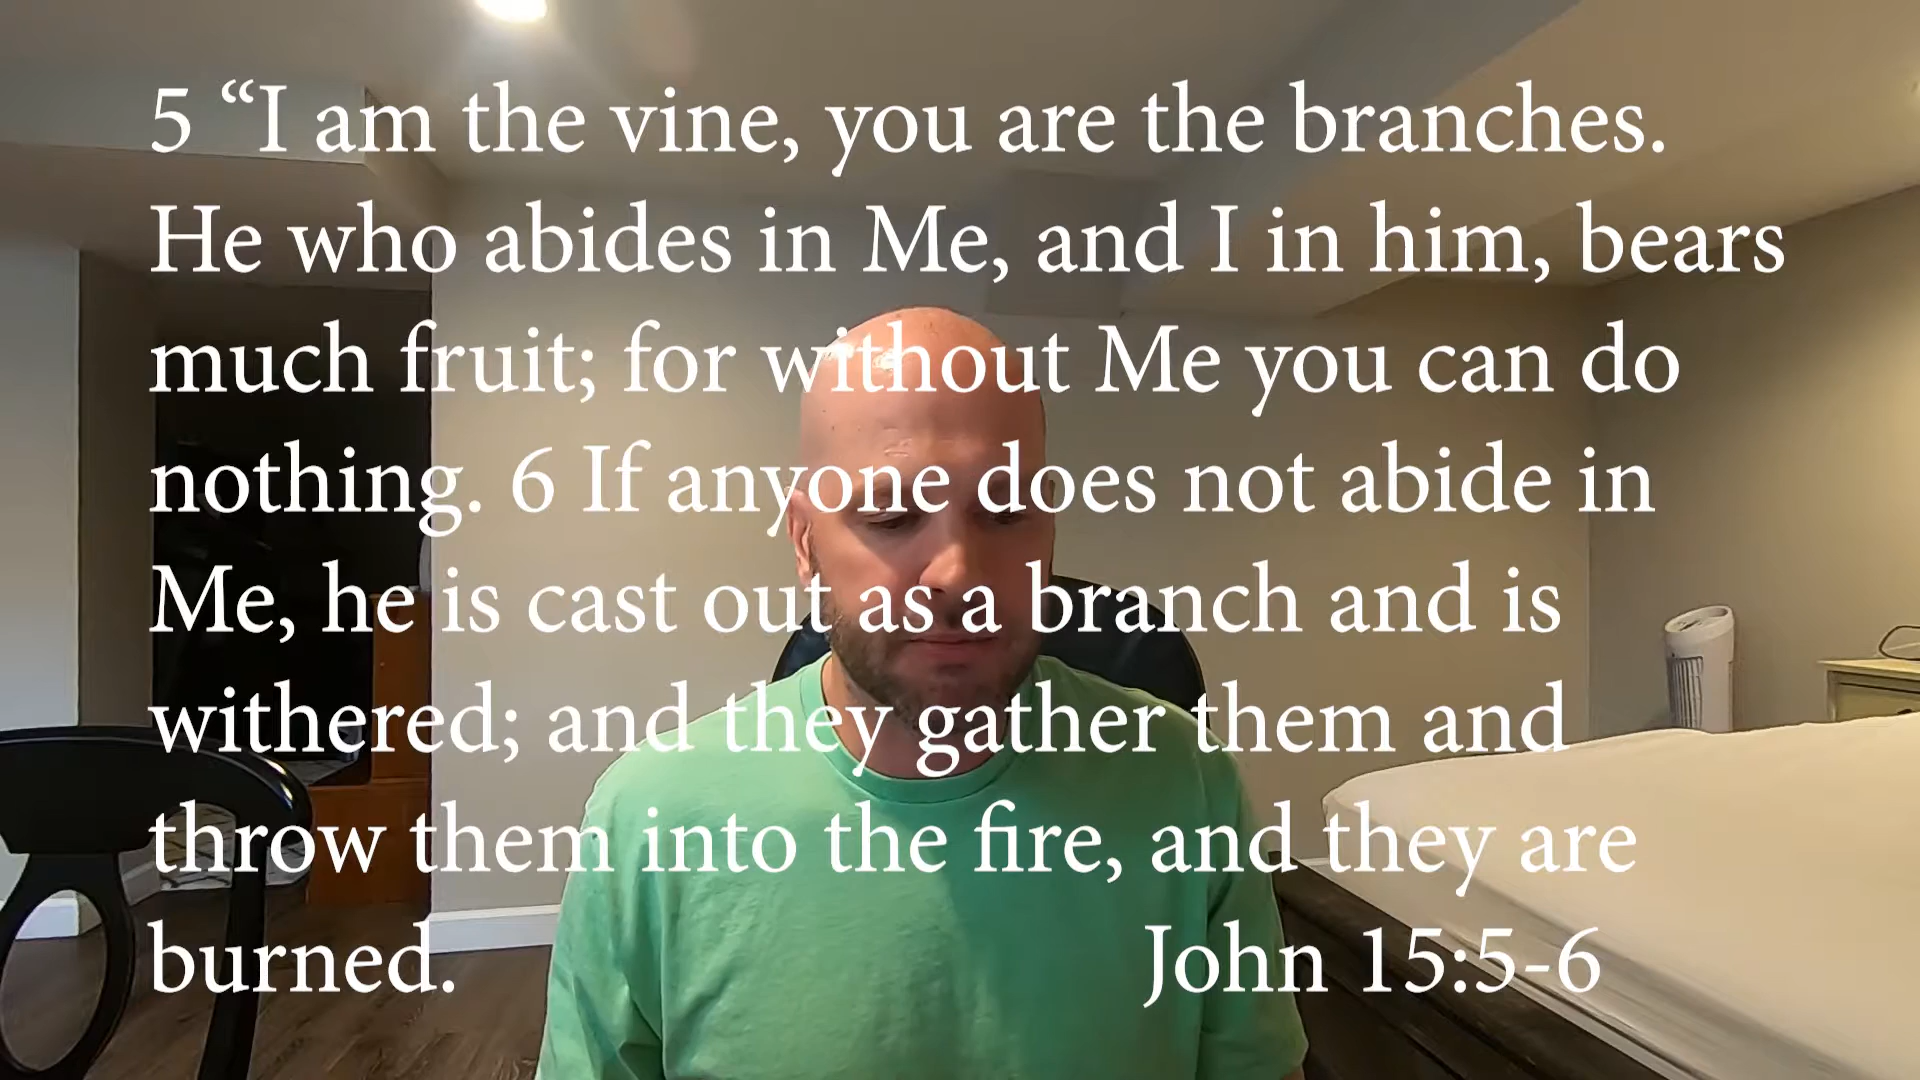 5 “I am the vine, you are the branches.
He who abides in Me, and I in him, bears
much fruit; for without Me you can do
nothing. 6 If anyone does not abide in
Me, he is cast out as a branch and is
withered; and they gather them and
throw them into the fire, and they are
burned. John 15:5-6